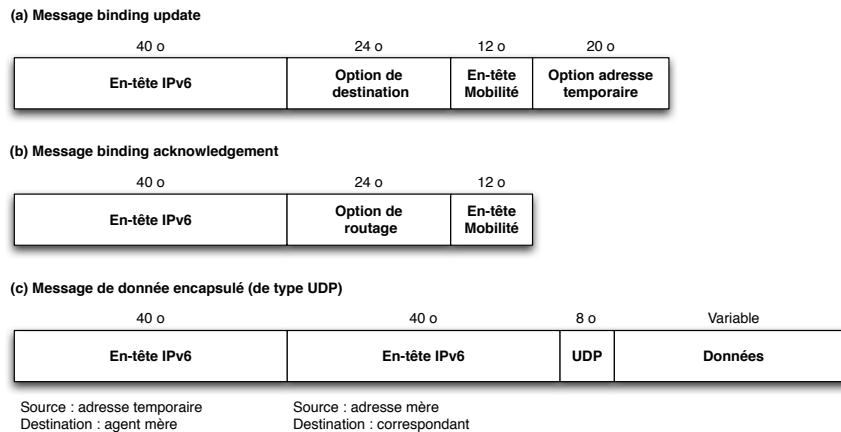 (a) Message binding update
40 o 24 o 12 o 20 o
En-tête IPv6
Option de
destination
En-tête
Mobilité
Option adresse
temporaire
(b) Message binding acknowledgement
40 o 24 o 12 o
En-tête IPv6
Option de
routage
En-tête
Mobilité
(c) Message de donnée encapsulé (de type UDP)
40 o 40 o 8 o Variable
En-tête IPv6 En-tête IPv6 UDP Données
Source : adresse temporaire
Destination : agent mère
Source : adresse mère
Destination : correspondant